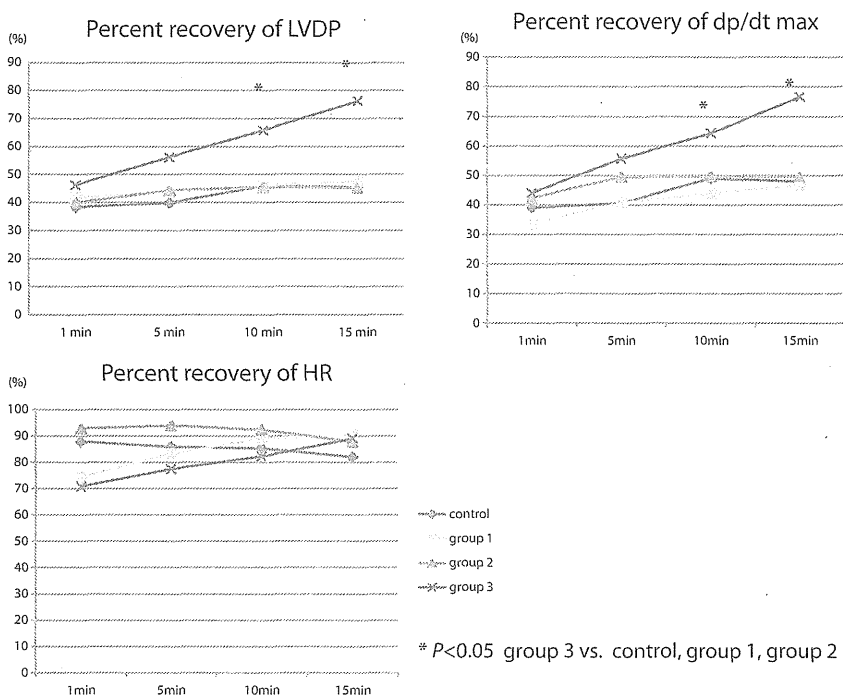 Percent recovery of LVDP
(%)
90
80
70
60
50
40
30
20
10
0
*
*
1 min
5 min
10 min
15 min
Percent recovery of dp/dt max
(%)
90
80
70
60
50
40
30
20
10
0
*
*
1min
5min
10min
15min
Percent recovery of HR
(%)
100
90
80
70
60
50
40
30
20
10
0
1min
5min
10min
15min
control
group 1
group 2
group 3
* P<0.05 group 3 vs. control, group 1, group 2